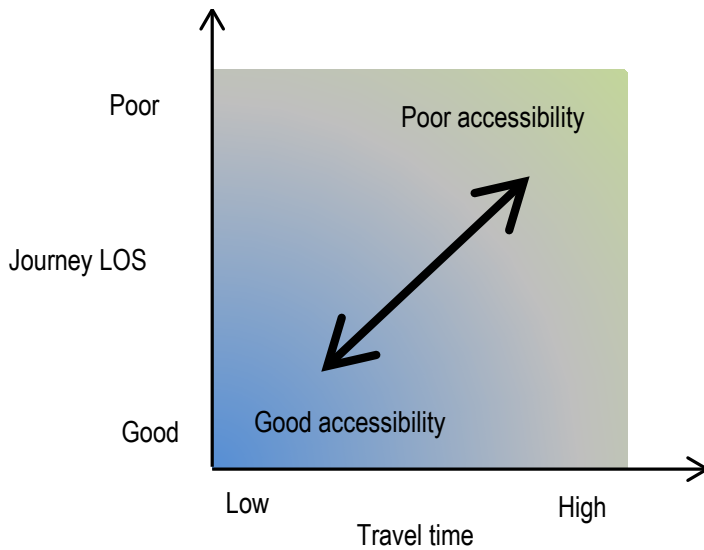 Poor
Poor accessibility
Journey LOS
Good accessibility
Good
Low
High
Travel time